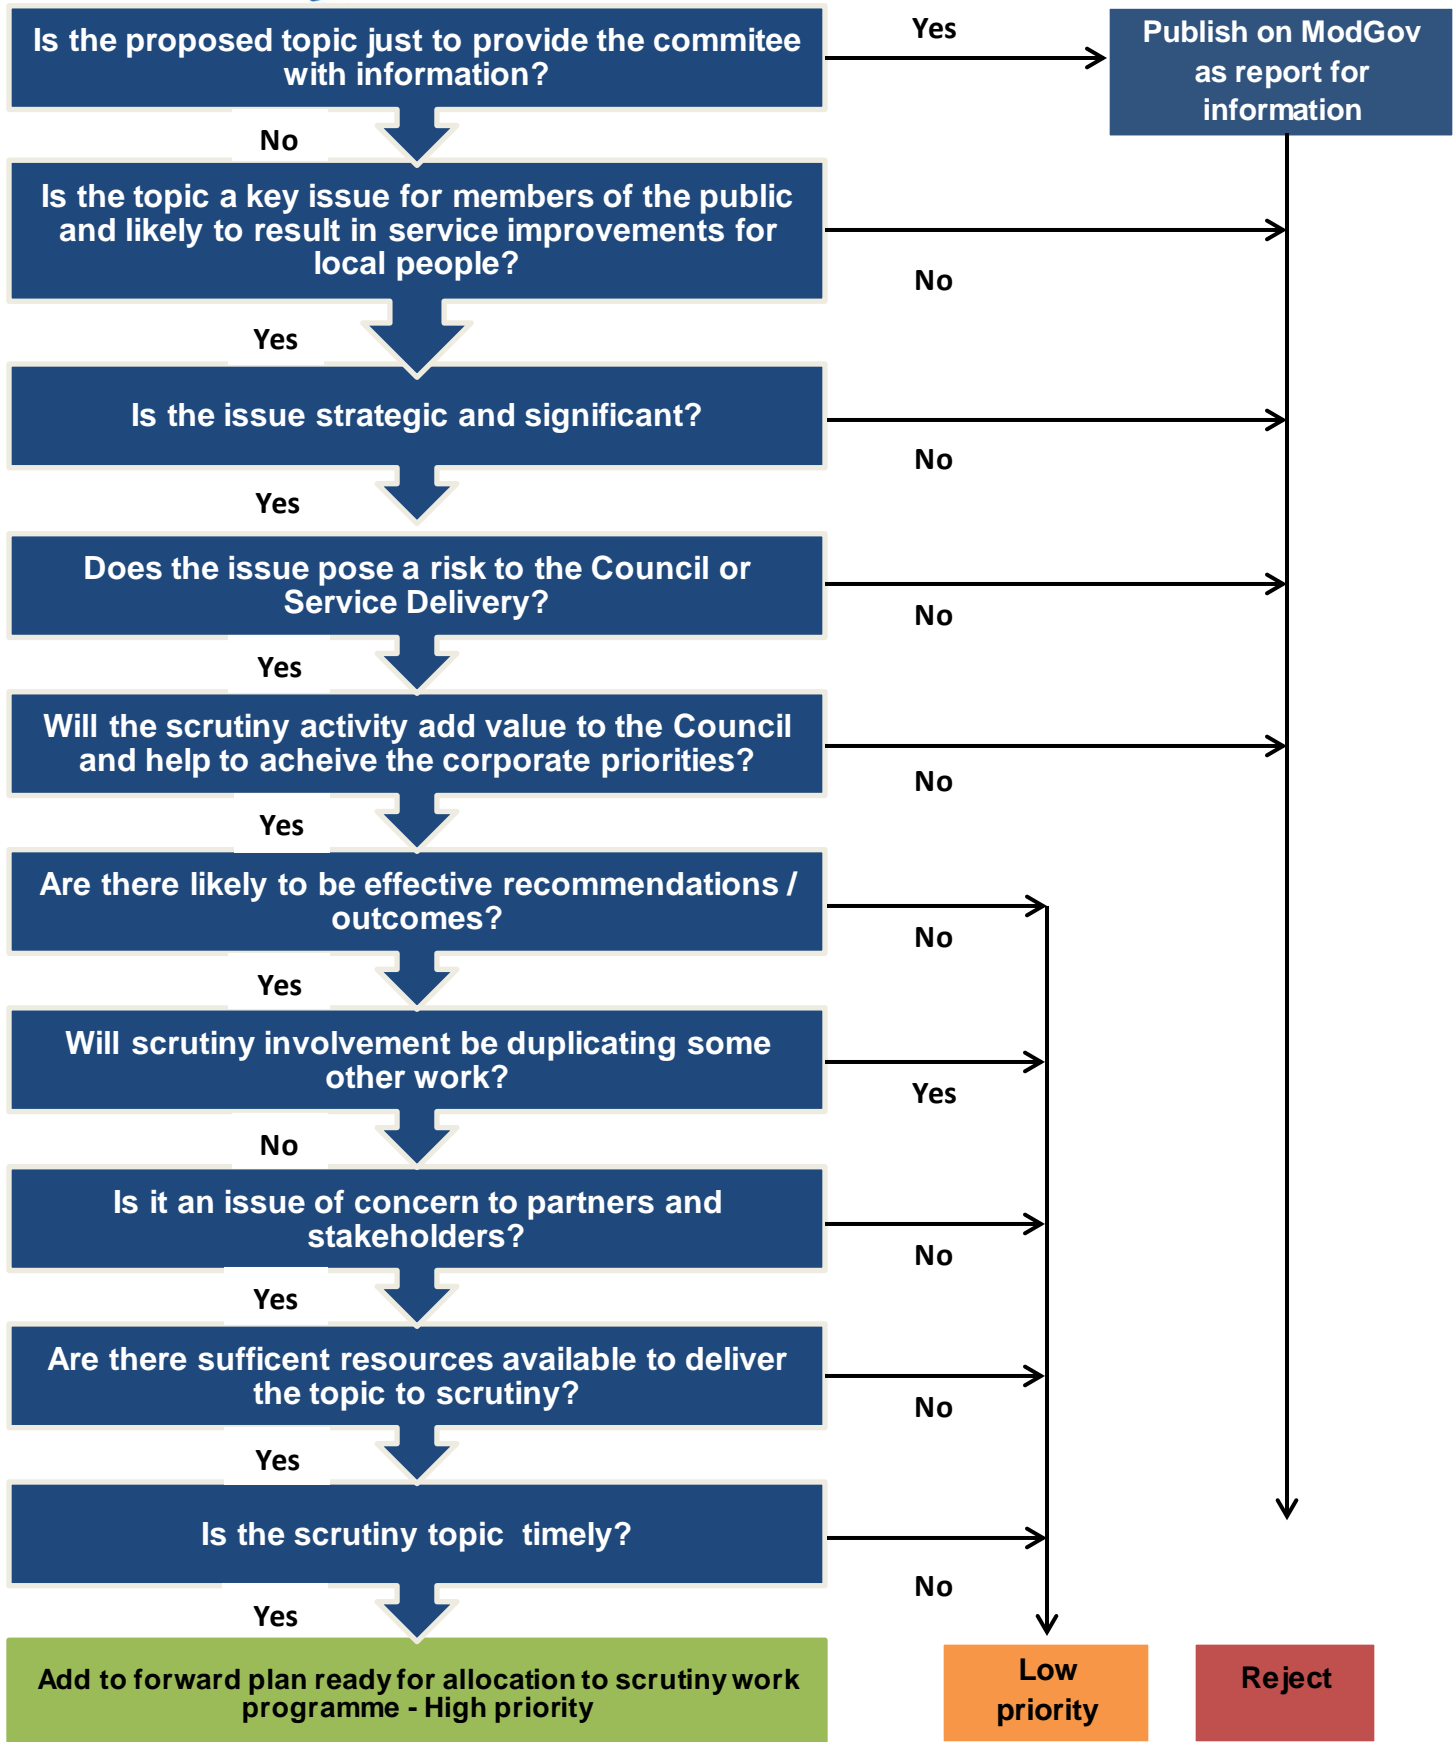 Is the proposed topic just to provide the commitee
with information?
Yes
Publish on ModGov
as report for
information
No
Is the topic a key issue for members of the public
and likely to result in service improvements for
local people?
No
Yes
Is the issue strategic and significant?
No
Yes
Does the issue pose a risk to the Council or
Service Delivery?
No
Yes
Will the scrutiny activity add value to the Council
and help to acheive the corporate priorities?
No
Yes
Are there likely to be effective recommendations /
outcomes?
No
Yes
Will scrutiny involvement be duplicating some
other work?
Yes
No
Is it an issue of concern to partners and
stakeholders?
No
Yes
Are there sufficent resources available to deliver
the topic to scrutiny?
No
Yes
Is the scrutiny topic timely?
No
Yes
Add to forward plan ready for allocation to scrutiny work
programme - High priority
Low
priority
Reject